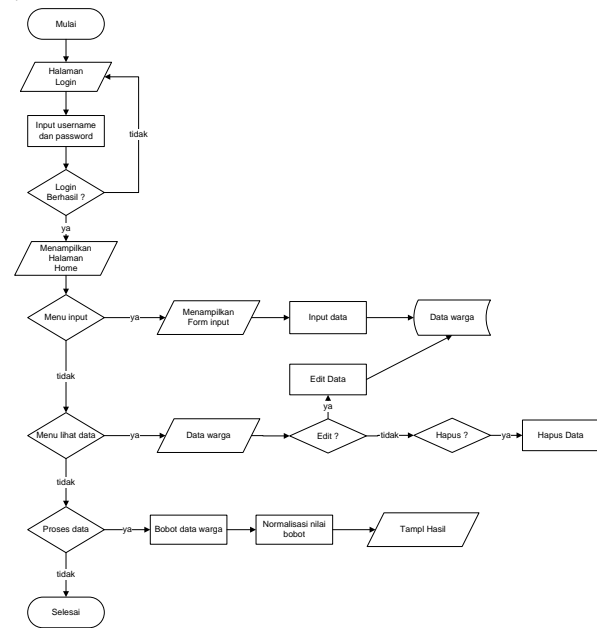 Mulai
Halaman
Login
Input username
dan password
tidak
Login
Berhasil ?
ya
Menampilkan
Halaman
Home
Menu input
ya
Menampilkan
Form input
Input data
Data warga
tidak
Edit Data
ya
Menu lihat data
ya
Data warga
Edit ?
tidak
Hapus ?
ya
Hapus Data
tidak
Proses data
ya
Bobot data warga
Normalisasi nilai
bobot
Tampl Hasil
tidak
Selesai